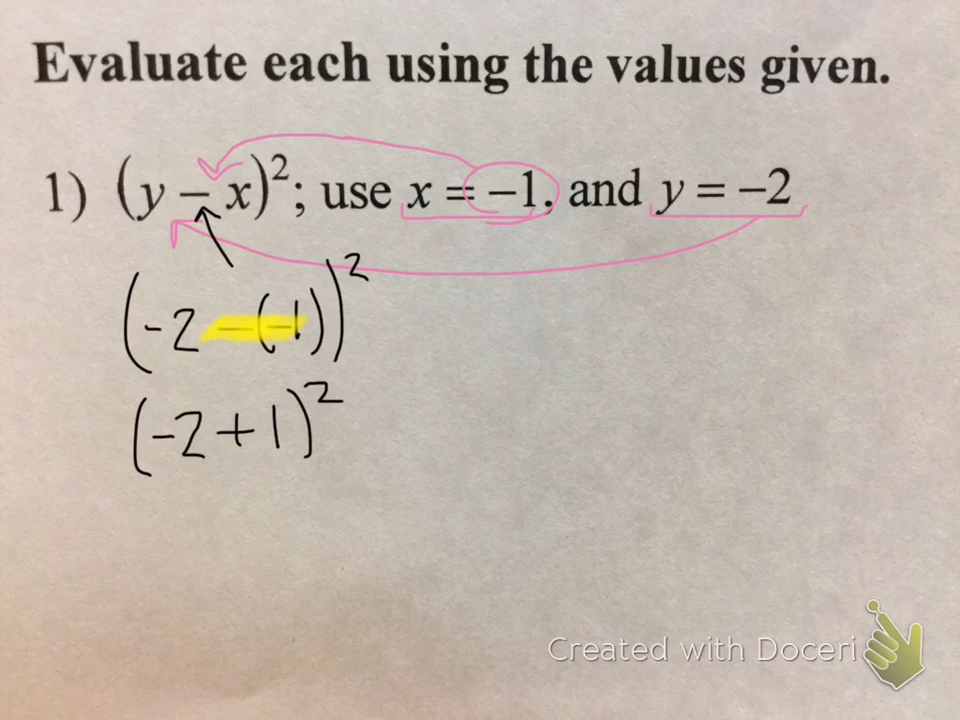 Evaluate each using the values given.
1) (y − x)²; use x = −1. and y = −2
(-2 -(-1))²
(-2+1)²
Created with Doceri